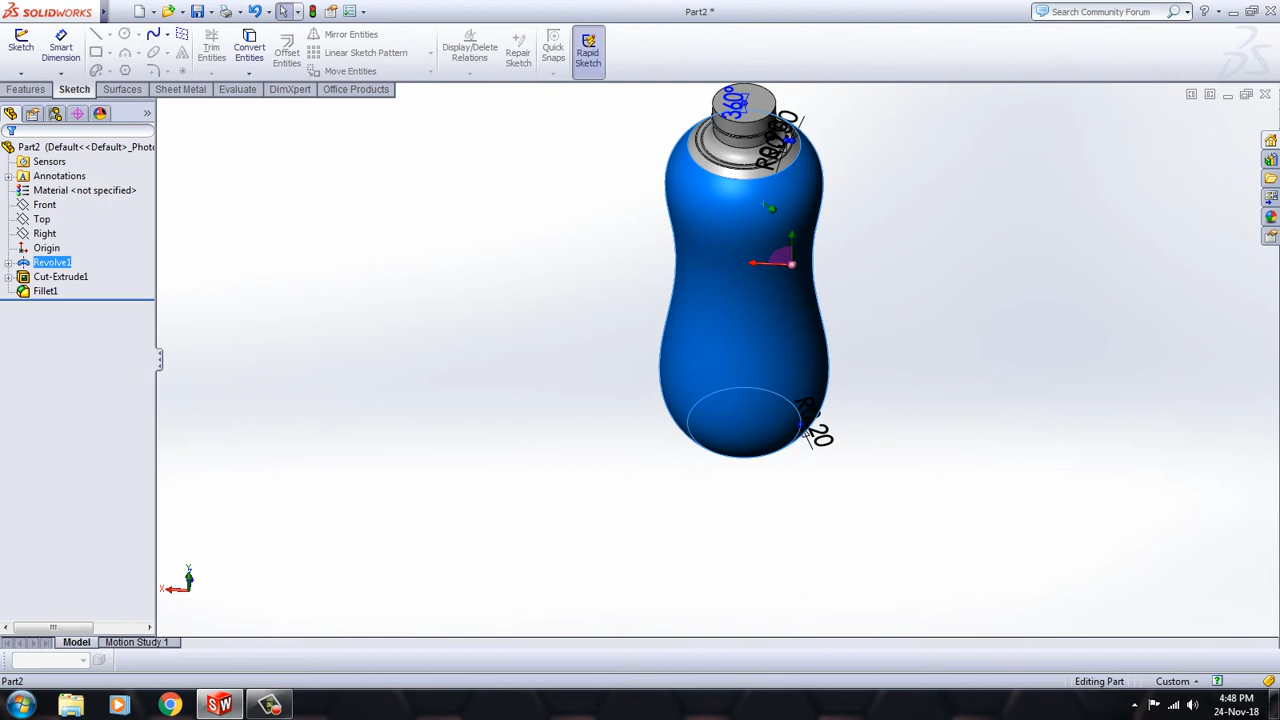 SOLIDWORKS
Part2 *
Search Community Forum
Sketch
Smart Dimension
Trim Entities
Convert Entities
Offset Entities
Mirror Entities
Linear Sketch Pattern
Move Entities
Display/Delete Relations
Repair Sketch
Quick Snaps
Rapid Sketch
Features
Sketch
Surfaces
Sheet Metal
Evaluate
DimXpert
Office Products
Part2 (Default<<Default>_Photo
Sensors
Annotations
Material <not specified>
Front
Top
Right
Origin
Revolve1
Cut-Extrude1
Fillet1
360°
X
Y
Model
Motion Study 1
Part2
Editing Part
Custom
SW
4:48 PM
24-Nov-18